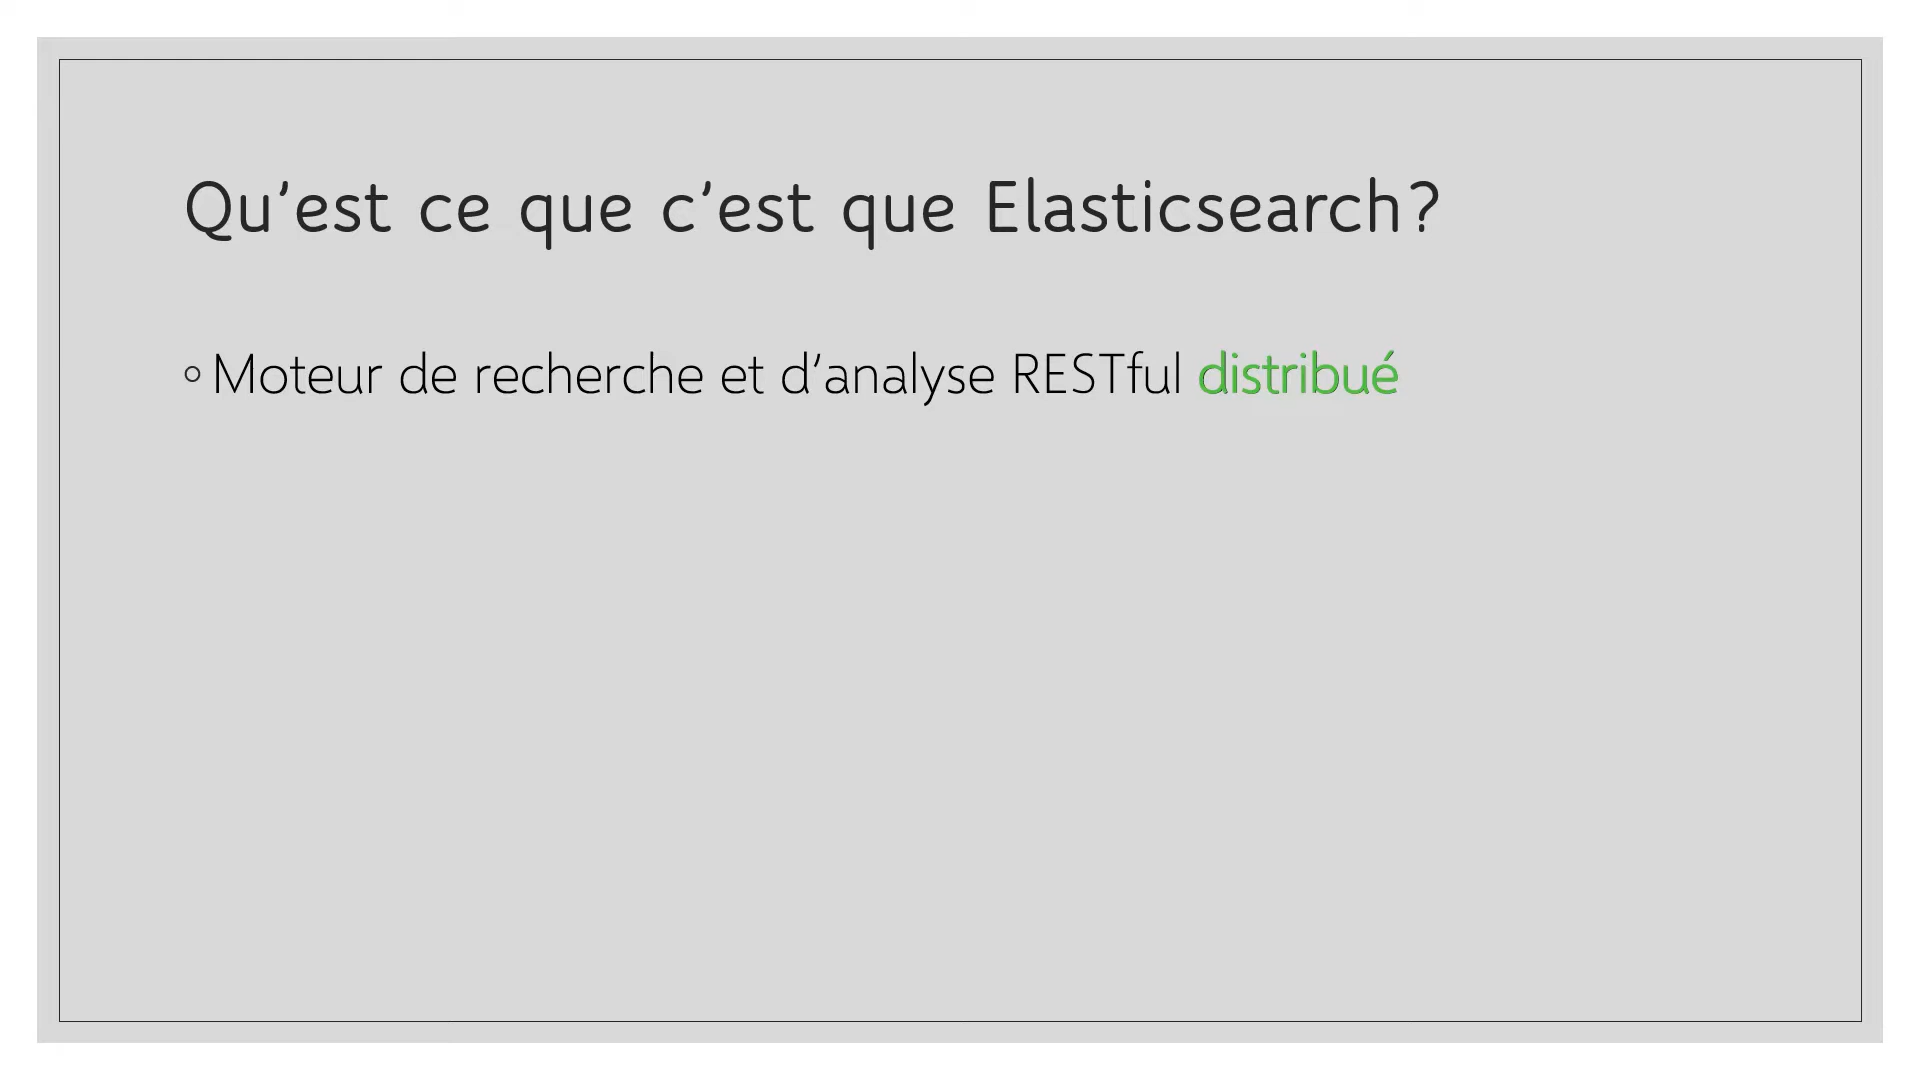 Qu’est ce que c’est que Elasticsearch?
◦ Moteur de recherche et d’analyse RESTful distribué